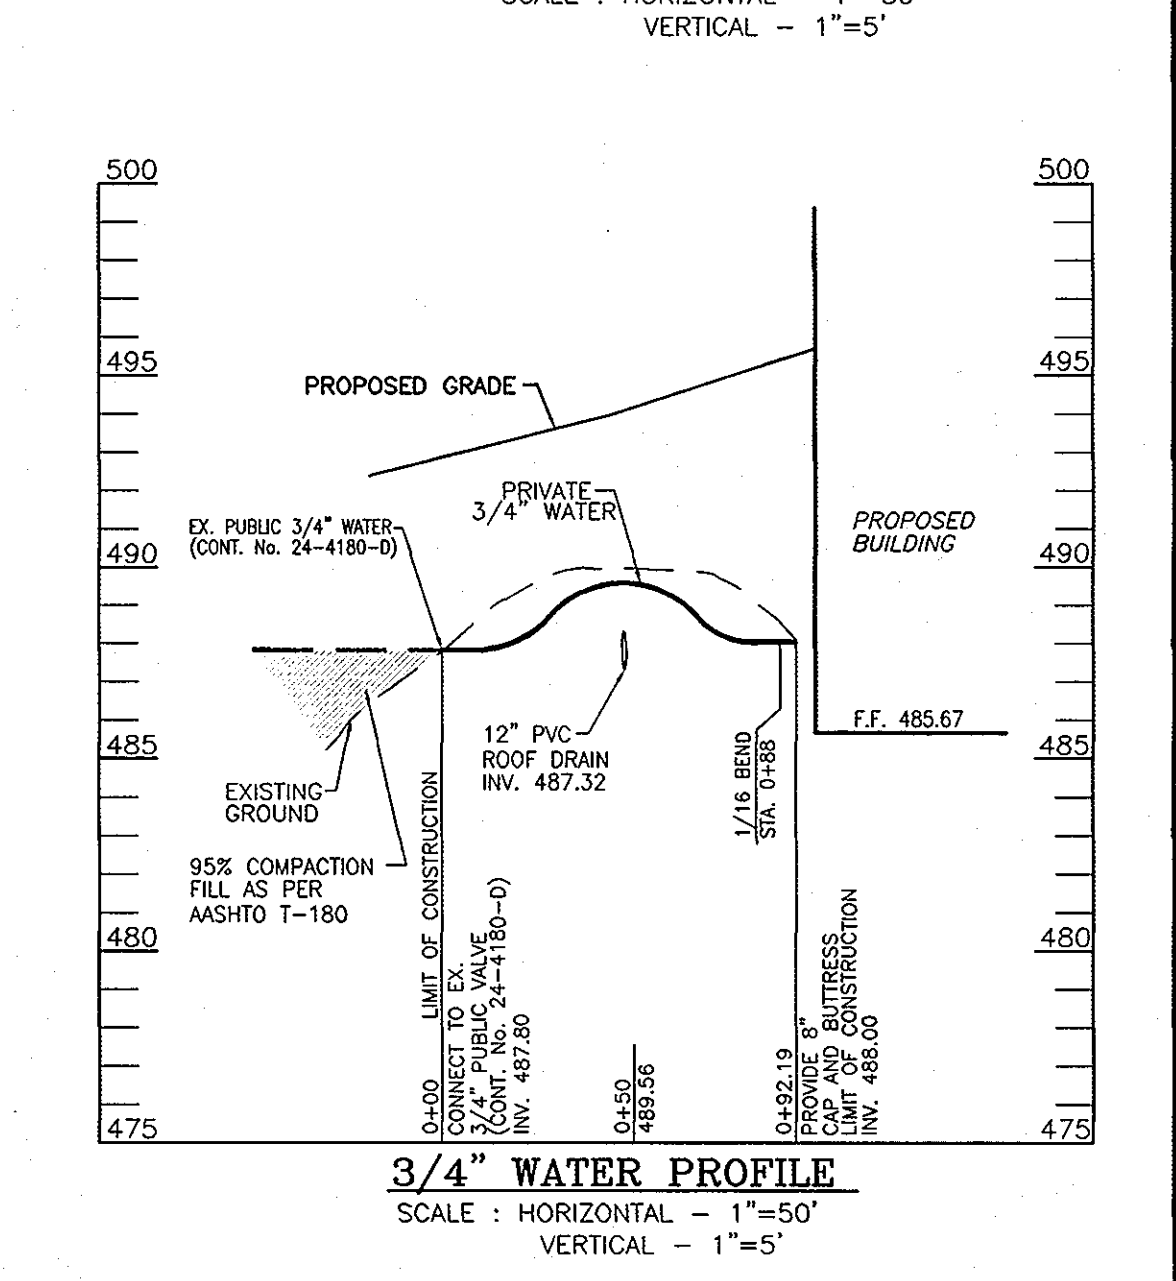 VERTICAL – 1"=5'
500
500
495
495
PROPOSED GRADE
PRIVATE
3/4" WATER
EX. PUBLIC 3/4" WATER
(CONT. No. 24-4180-D)
PROPOSED
BUILDING
490
490
F.F. 485.67
12" PVC
ROOF DRAIN
INV. 487.32
1/16 BEND
STA. 0+88
485
485
EXISTING
GROUND
95% COMPACTION
FILL AS PER
AASHTO T-180
480
480
0+00 LIMIT OF CONSTRUCTION
CONNECT TO EX.
3/4" PUBLIC VALVE
(CONT. No. 24-4180-D)
INV. 487.80
0+50
489.56
0+92.19
PROVIDE 8"
CAP AND BUTTRESS
LIMIT OF CONSTRUCTION
INV. 488.00
475
475
3/4" WATER PROFILE
SCALE : HORIZONTAL – 1"=50'
VERTICAL – 1"=5'